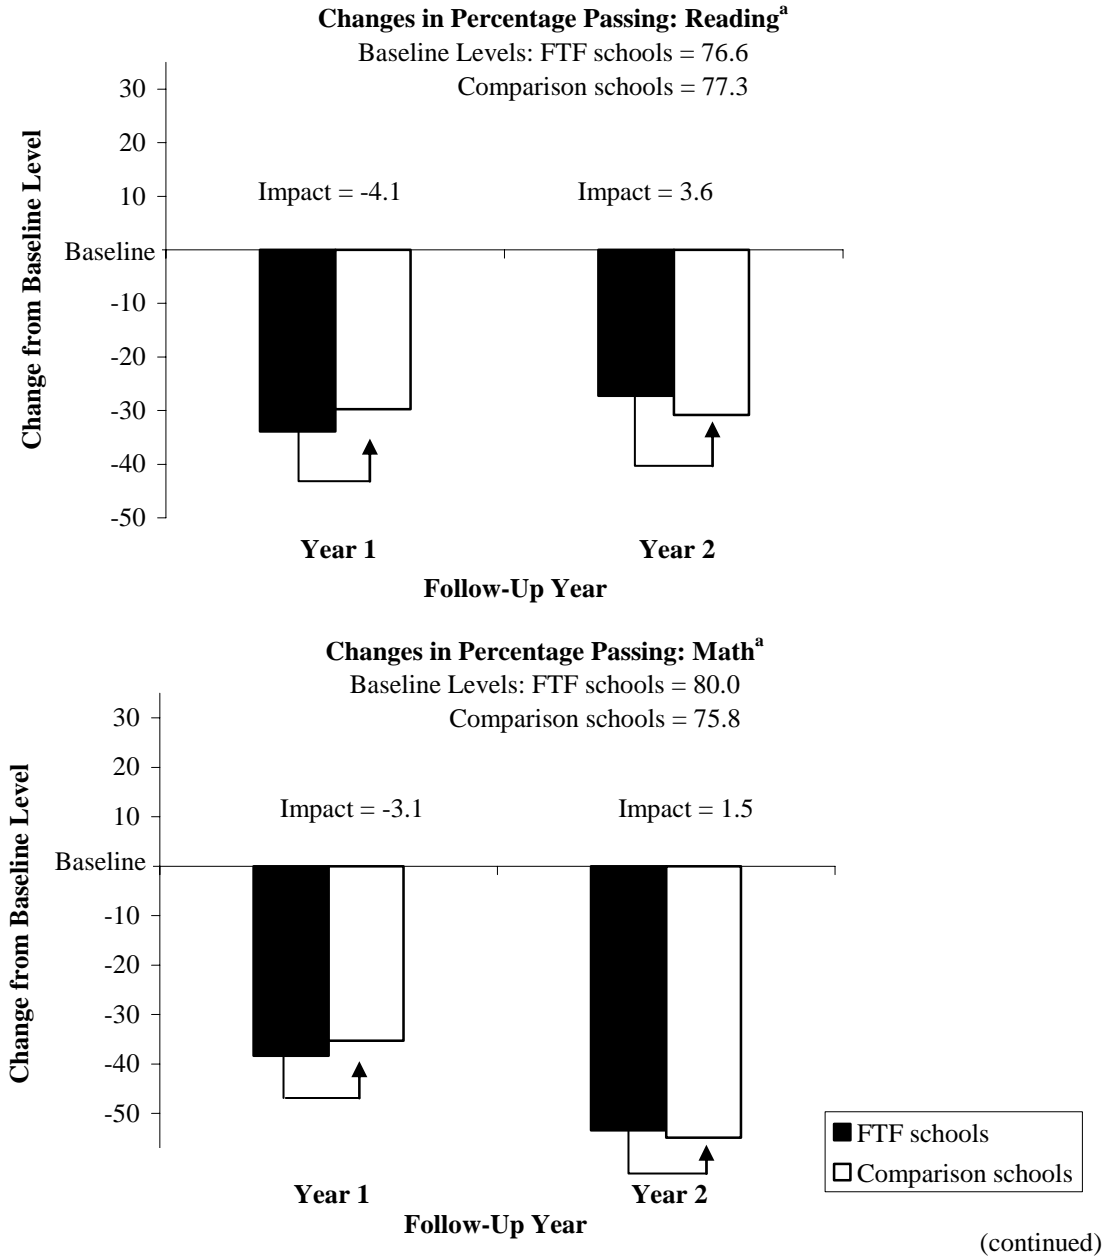 Changes in Percentage Passing: Readingª
Baseline Levels: FTF schools = 76.6
Comparison schools = 77.3
Change from Baseline Level
30
20
10
Baseline
-10
-20
-30
-40
-50
Impact = -4.1
Impact = 3.6
Year 1
Year 2
Follow-Up Year
Changes in Percentage Passing: Mathª
Baseline Levels: FTF schools = 80.0
Comparison schools = 75.8
Change from Baseline Level
30
20
10
Baseline
-10
-20
-30
-40
-50
Impact = -3.1
Impact = 1.5
Year 1
Year 2
Follow-Up Year
FTF schools
Comparison schools
(continued)